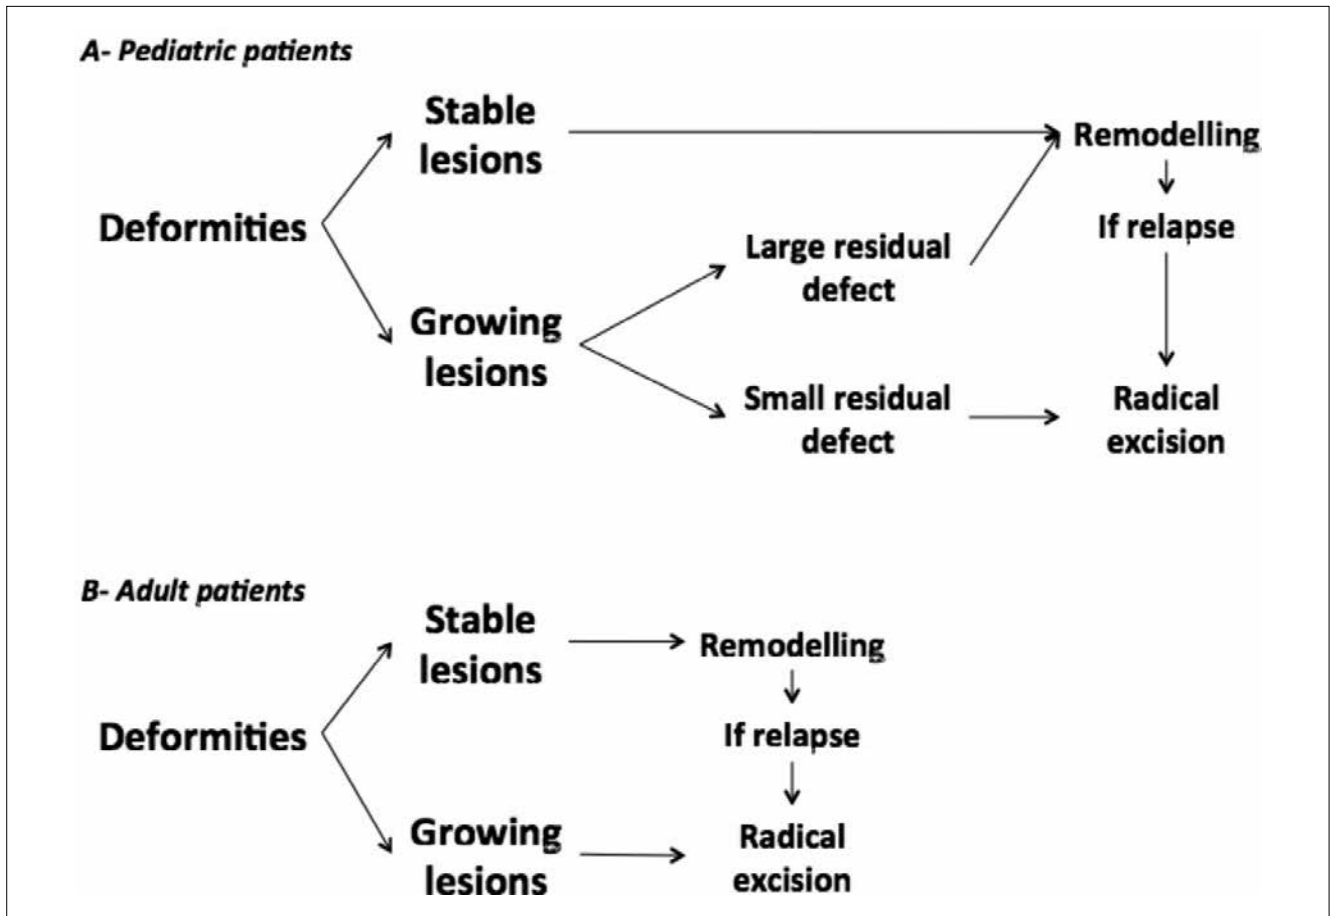 A- Pediatric patients
Stable
lesions
Remodelling
Deformities
If relapse
Large residual
defect
Growing
lesions
Small residual
defect
Radical
excision
B- Adult patients
Stable
lesions
Remodelling
Deformities
If relapse
Growing
lesions
Radical
excision